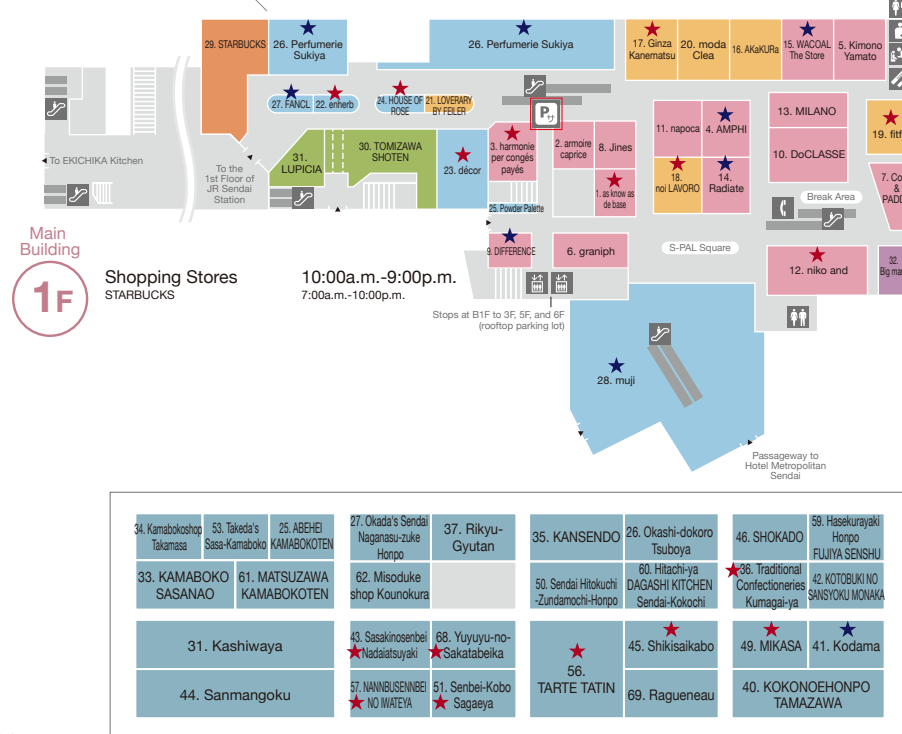 29. STARBUCKS
26. Perfumerie
Sukiya
26. Perfumerie Sukiya
17. Ginza
Kanematsu
20. moda
Clea
16. AKaKURa
15. WACOAL
The Store
5. Kimono
Yamato
27. FANCL
22. enherb
24. HOUSE OF
ROSE
21. LOVERARY
BY FEILER
P
サ
13. MILANO
11. napoca
4. AMPHI
19. fitf
To EKICHIKA Kitchen
To the
1st Floor of
JR Sendai
Station
31.
LUPICIA
30. TOMIZAWA
SHOTEN
23. décor
3. harmonie
per congés
payés
2. armoire
caprice
8. Jines
10. DoCLASSE
18.
noi LAVORO
14.
Radiate
1. as know as
de base
7. Co
&
PADD
Break Area
25. Powder Palette
Main
Building
1F
9. DIFFERENCE
6. graniph
S-PAL Square
12. niko and
32.
Big mar
Shopping Stores
10:00a.m.-9:00p.m.
STARBUCKS
7:00a.m.-10:00p.m.
Stops at B1F to 3F, 5F, and 6F
(rooftop parking lot)
28. muji
Passageway to
Hotel Metropolitan
Sendai
34. Kamabokoshop
Takamasa
53. Takeda's
Sasa-Kamaboko
25. ABEHEI
KAMABOKOTEN
27. Okada's Sendai
Naganasu-zuke
Honpo
37. Rikyu-
Gyutan
35. KANSENDO
26. Okashi-dokoro
Tsuboya
46. SHOKADO
59. Hasekurayaki
Honpo
FUJIYA SENSHU
33. KAMABOKO
SASANAO
61. MATSUZAWA
KAMABOKOTEN
62. Misoduke
shop Kounokura
50. Sendai Hitokuchi
-Zundamochi-Honpo
60. Hitachi-ya
DAGASHI KITCHEN
Sendai-Kokochi
36. Traditional
Confectioneries
Kumagai-ya
42. KOTOBUKI NO
SANSYOKU MONAKA
31. Kashiwaya
43. Sasakinosenbei
Nadaiatsuyaki
68. Yuyuyu-no-
Sakatabeika
56.
TARTE TATIN
45. Shikisaikabo
49. MIKASA
41. Kodama
44. Sanmangoku
57. NANNBUSENNBEI
NO IWATEYA
51. Senbei-Kobo
Sagaeya
69. Ragueneau
40. KOKONOEHONPO
TAMAZAWA